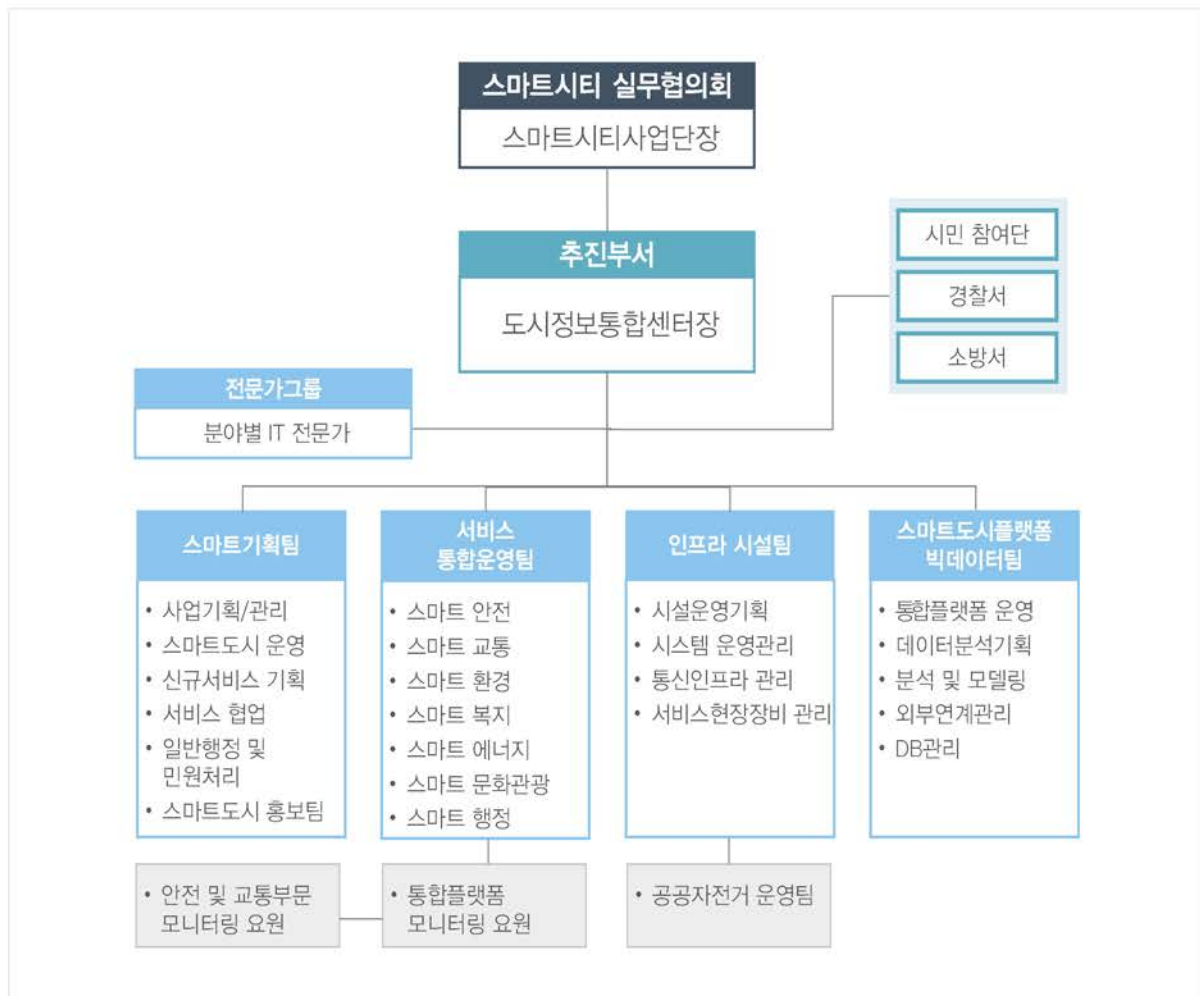 스마트시티 실무협의회
스마트시티사업단장
추진부서
도시정보통합센터장
시민 참여단
경찰서
소방서
전문가그룹
분야별 IT 전문가
스마트기획팀
• 사업기획/관리
• 스마트도시 운영
• 신규서비스 기획
• 서비스 협업
• 일반행정 및
민원처리
• 스마트도시 홍보팀
서비스
통합운영팀
• 스마트 안전
• 스마트 교통
• 스마트 환경
• 스마트 복지
• 스마트 에너지
• 스마트 문화관광
• 스마트 행정
인프라 시설팀
• 시설운영기획
• 시스템 운영관리
• 통신인프라 관리
• 서비스현장장비 관리
스마트도시플랫폼
빅데이터팀
• 통합플랫폼 운영
• 데이터분석기획
• 분석 및 모델링
• 외부연계관리
• DB관리
• 안전 및 교통부문
모니터링 요원
• 통합플랫폼
모니터링 요원
• 공공자전거 운영팀